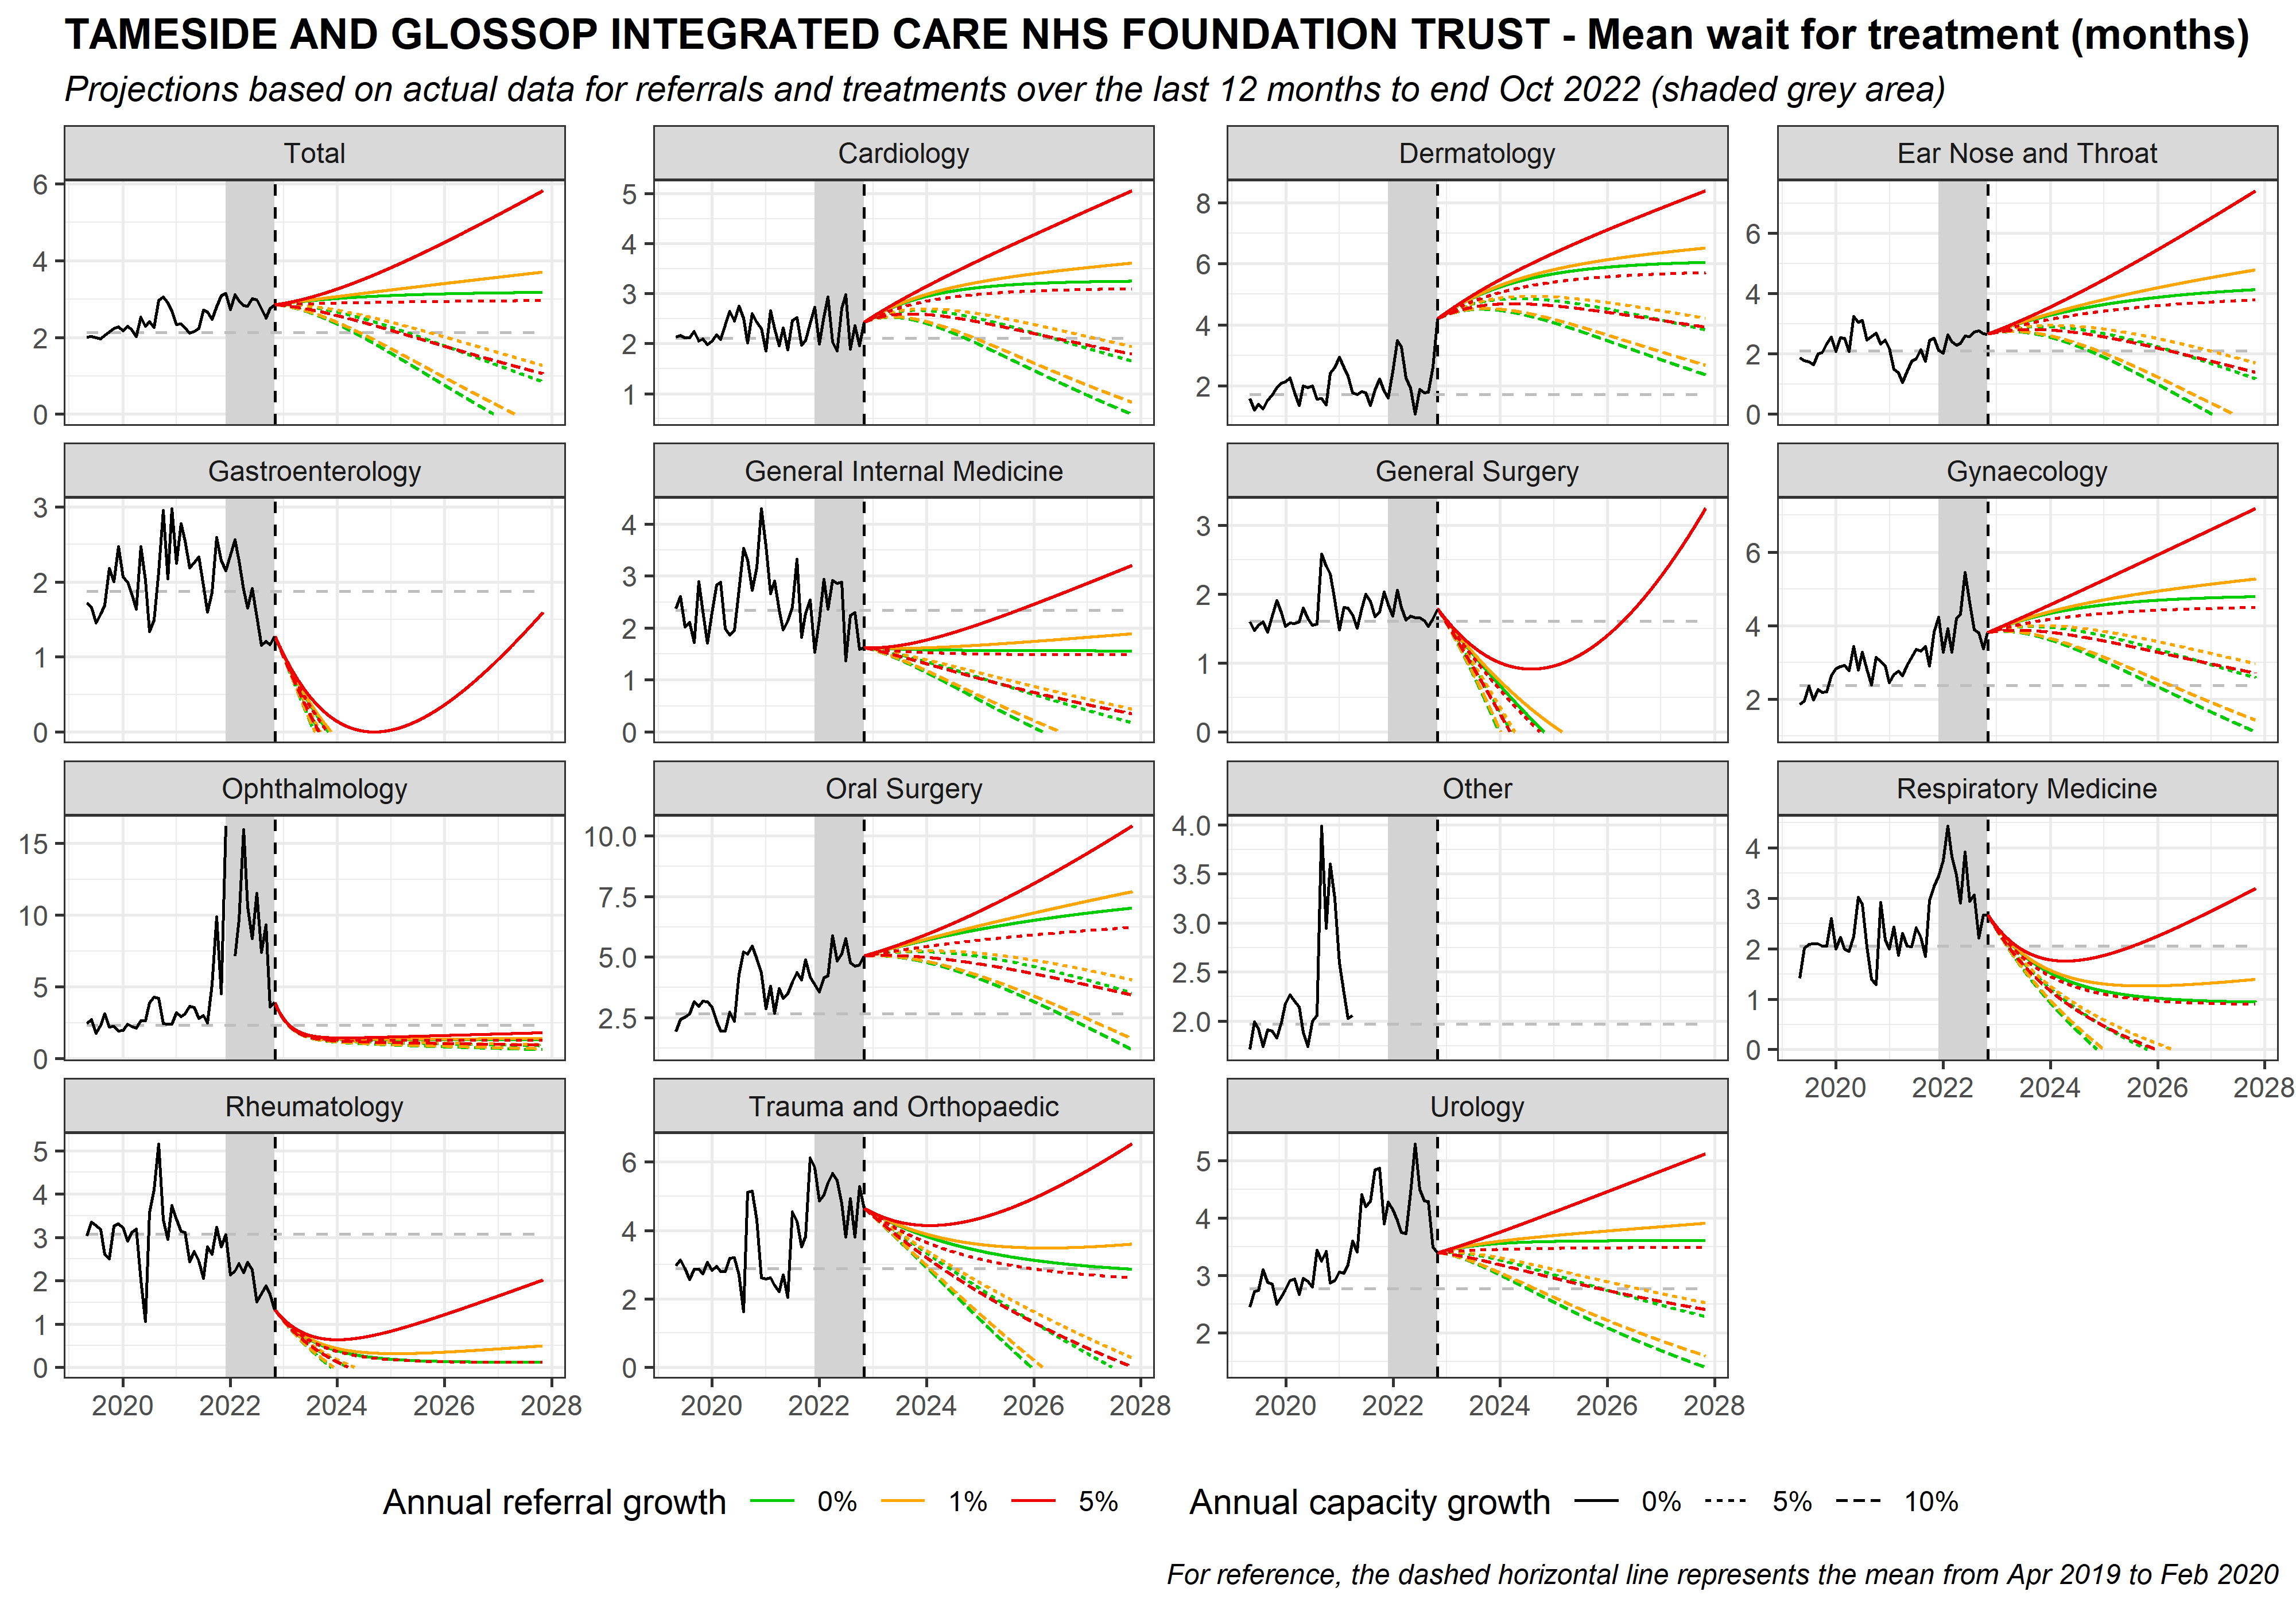 TAMESIDE AND GLOSSOP INTEGRATED CARE NHS FOUNDATION TRUST - Mean wait for treatment (months)
Projections based on actual data for referrals and treatments over the last 12 months to end Oct 2022 (shaded grey area)
Total
6
4
2
0
Cardiology
5
4
3
2
1
Dermatology
8
6
4
2
Ear Nose and Throat
6
4
2
0
Gastroenterology
3
2
1
0
General Internal Medicine
4
3
2
1
0
General Surgery
3
2
1
0
Gynaecology
6
4
2
Ophthalmology
15
10
5
0
Oral Surgery
10.0
7.5
5.0
2.5
Other
4.0
3.5
3.0
2.5
2.0
Respiratory Medicine
4
3
2
1
0
2020 2022 2024 2026 2028
Rheumatology
5
4
3
2
1
0
2020 2022 2024 2026 2028
Trauma and Orthopaedic
6
4
2
0
2020 2022 2024 2026 2028
Urology
5
4
3
2
2020 2022 2024 2026 2028
Annual referral growth 0% 1% 5% Annual capacity growth 0% 5% 10%
For reference, the dashed horizontal line represents the mean from Apr 2019 to Feb 2020